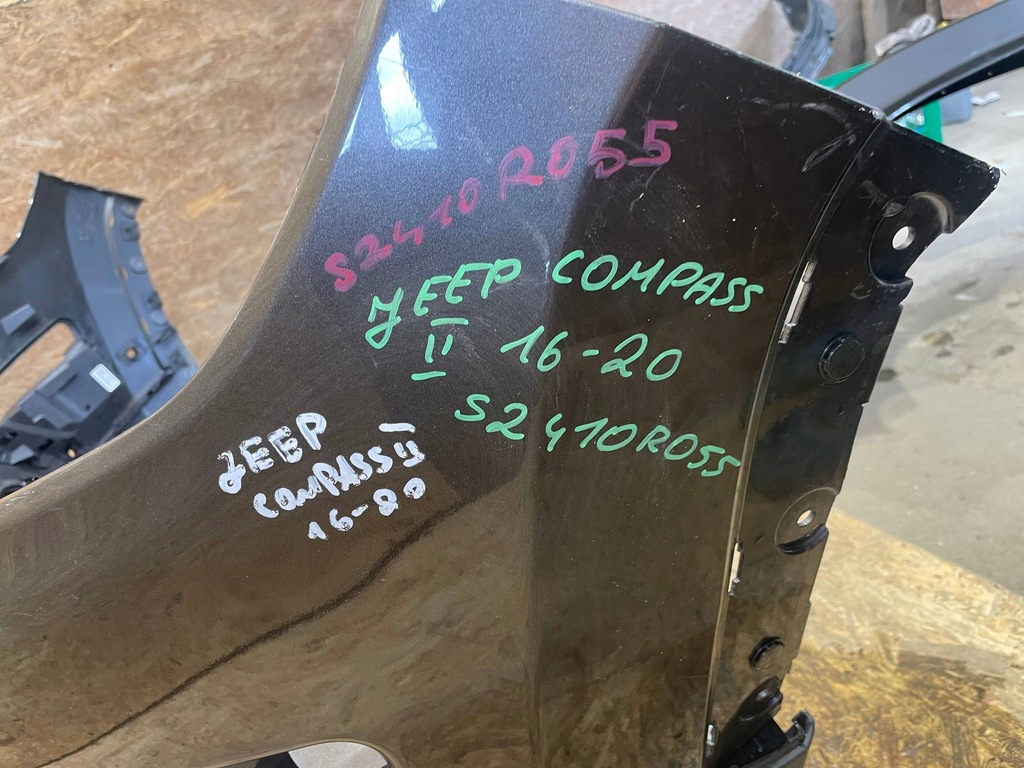 S2410R055
JEEP COMPASS
II 16-20
S2410R055
JEEP
COMPASS II
16-20